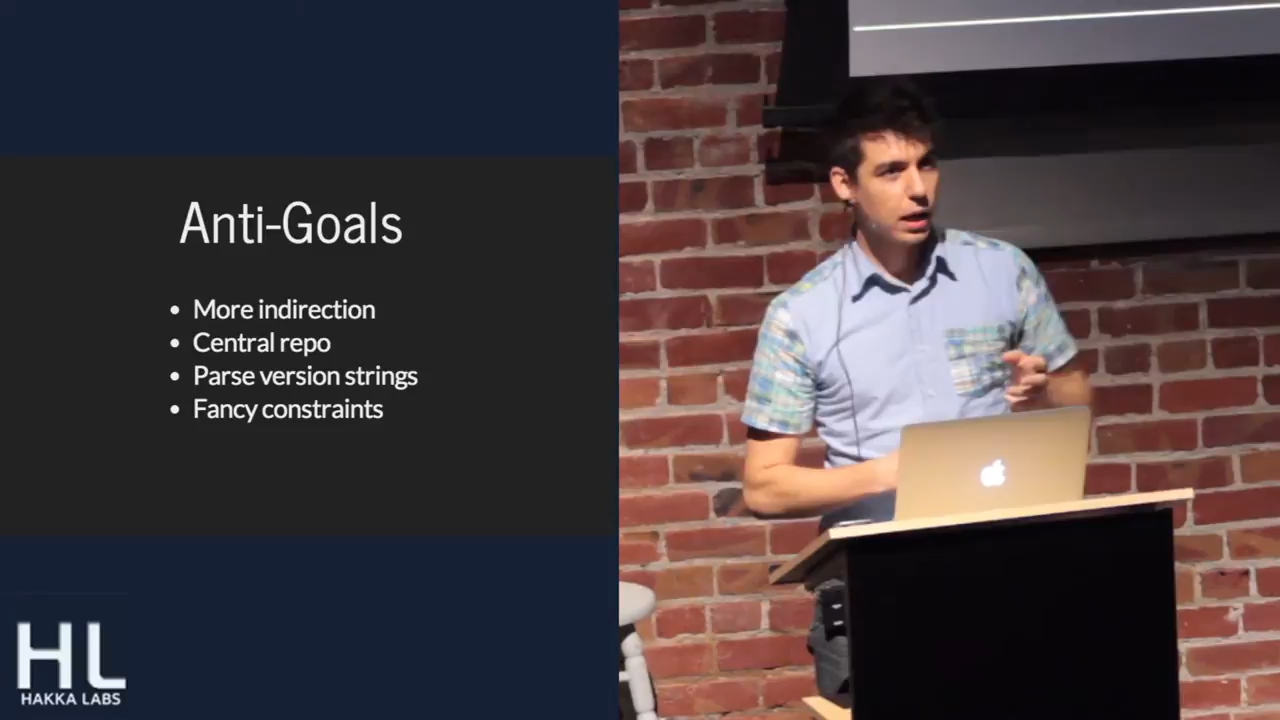 Anti-Goals
• More indirection
• Central repo
• Parse version strings
• Fancy constraints
HL
HAKKA LABS